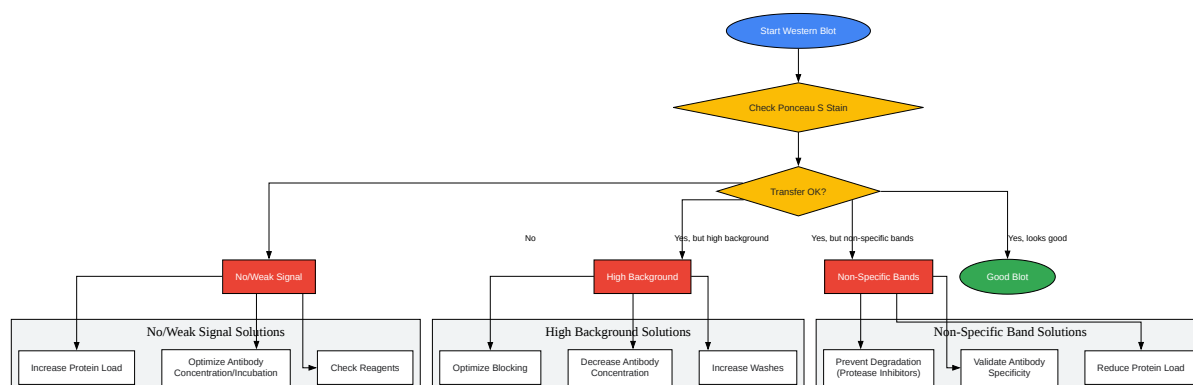 Start Western Blot
Check Ponceau S Stain
Transfer OK?
No
Yes, but high background
Yes, but non-specific bands
Yes, looks good
No/Weak Signal
High Background
Non-Specific Bands
Good Blot
No/Weak Signal Solutions
Increase Protein Load
Optimize Antibody
Concentration/Incubation
Check Reagents
High Background Solutions
Optimize Blocking
Decrease Antibody
Concentration
Increase Washes
Non-Specific Band Solutions
Prevent Degradation
(Protease Inhibitors)
Validate Antibody
Specificity
Reduce Protein Load